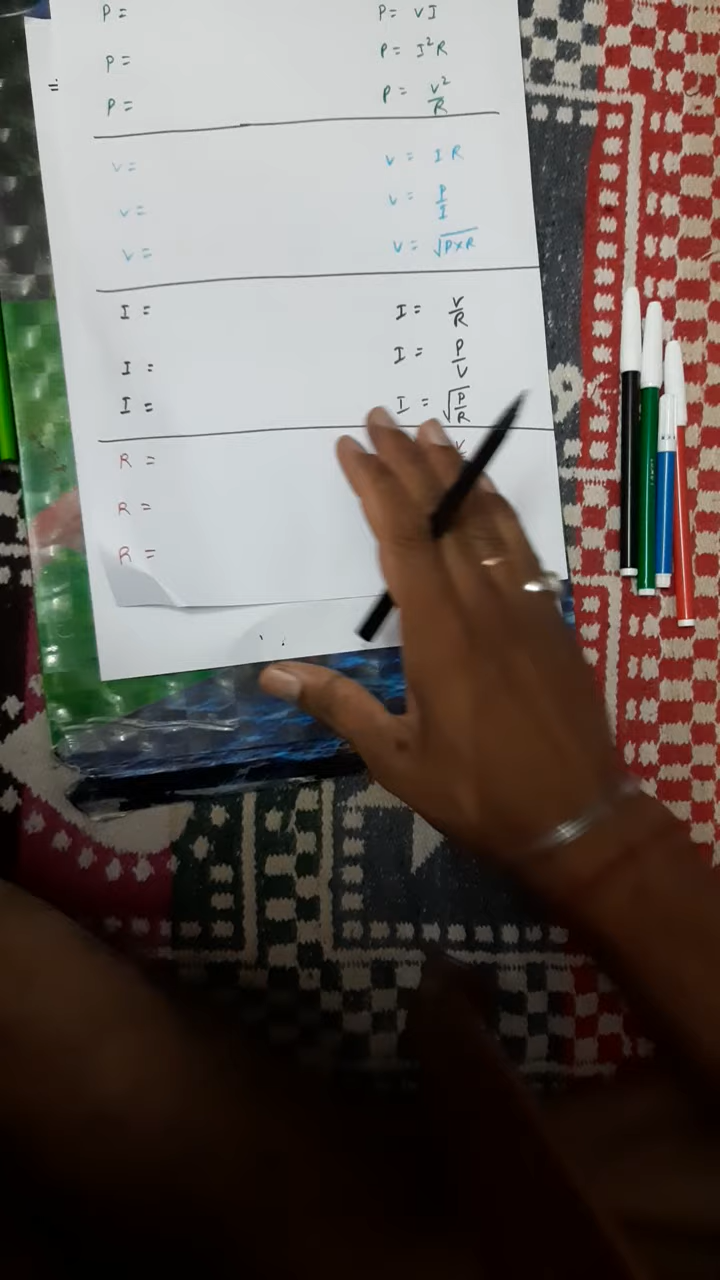 P = P = VI
P = P = I²R
P = P = V²/R
V = V = IR
V = V = P/I
V = V = √P×R
I = I = V/R
I = I = P/V
I = I = √P/R
R =
R =
R =